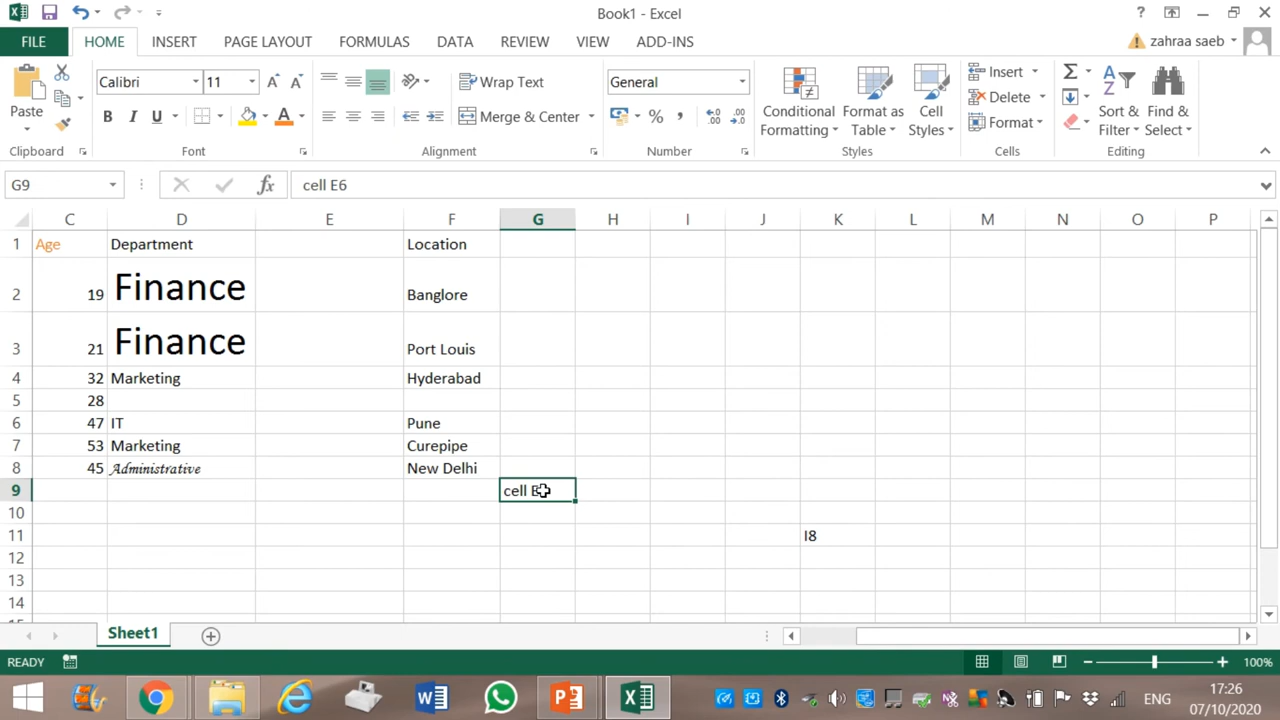 Book1 - Excel
?
FILE HOME INSERT PAGE LAYOUT FORMULAS DATA REVIEW VIEW ADD-INS zahraa saeb
Calibri 11 Wrap Text General Insert
Paste B I U Merge & Center % , Conditional Formatting Format as Table Cell Styles Delete Sort & Filter Find & Select
Format
Clipboard Font Alignment Number Styles Cells Editing
G9 fx cell E6
C D E F G H I J K L M N O P
1 Age Department Location
2 19 Finance Banglore
3 21 Finance Port Louis
4 32 Marketing Hyderabad
5 28
6 47 IT Pune
7 53 Marketing Curepipe
8 45 Administrative New Delhi
9 cell E
10
11 I8
12
13
14
Sheet1
READY 100%
ENG 17:26
07/10/2020